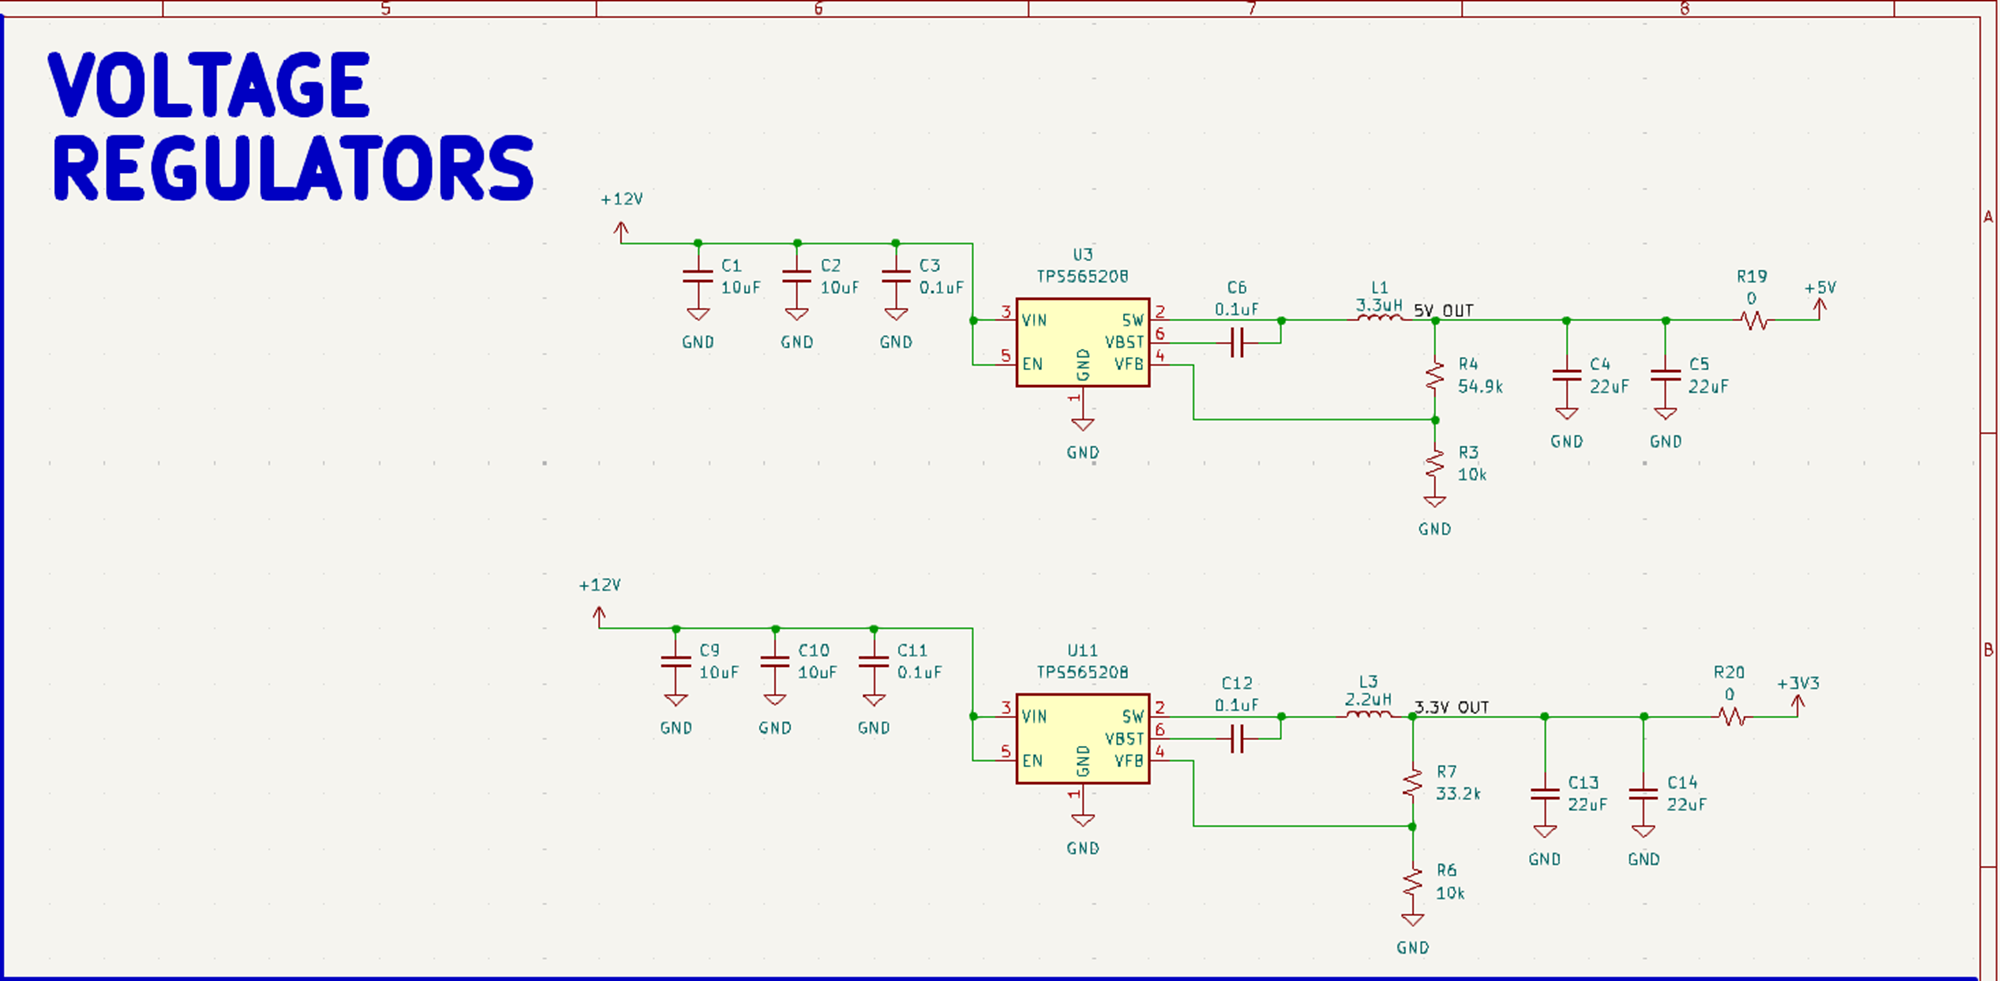 5 6 7 8
VOLTAGE
REGULATORS
+12V
C1
10uF
C2
10uF
C3
0.1uF
GND
GND
GND
U3
TPS565208
3 VIN
5 EN
GND
1
SW 2
VBST 6
VFB 4
GND
C6
0.1uF
L1
3.3uH
5V OUT
R4
54.9k
R3
10k
GND
C4
22uF
C5
22uF
GND
GND
R19
0
+5V
A
+12V
C9
10uF
C10
10uF
C11
0.1uF
GND
GND
GND
U11
TPS565208
3 VIN
5 EN
GND
1
SW 2
VBST 6
VFB 4
GND
C12
0.1uF
L3
2.2uH
3.3V OUT
R7
33.2k
R6
10k
GND
C13
22uF
C14
22uF
GND
GND
R20
0
+3V3
B